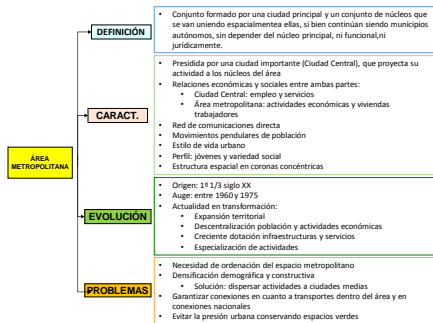 ÁREA
METROPOLITANA
DEFINICIÓN
• Conjunto formado por una ciudad principal y un conjunto de núcleos que
se van uniendo espacialmentea ellas, si bien continúan siendo municipios
autónomos, sin depender del núcleo principal, ni funcional,ni
jurídicamente.
CARACT.
• Presidida por una ciudad importante (Ciudad Central), que proyecta su
actividad a los núcleos del área
• Relaciones económicas y sociales entre ambas partes:
• Ciudad Central: empleo y servicios
• Área metropolitana: actividades económicas y viviendas
trabajadores
• Red de comunicaciones directa
• Movimientos pendulares de población
• Estilo de vida urbano
• Perfil: jóvenes y variedad social
• Estructura espacial en coronas concéntricas
EVOLUCIÓN
• Origen: 1º 1/3 siglo XX
• Auge: entre 1960 y 1975
• Actualidad en transformación:
• Expansión territorial
• Descentralización población y actividades económicas
• Creciente dotación infraestructuras y servicios
• Especialización de actividades
PROBLEMAS
• Necesidad de ordenación del espacio metropolitano
• Densificación demográfica y constructiva
• Solución: dispersar actividades a ciudades medias
• Garantizar conexiones en cuanto a transportes dentro del área y en
conexiones nacionales
• Evitar la presión urbana conservando espacios verdes